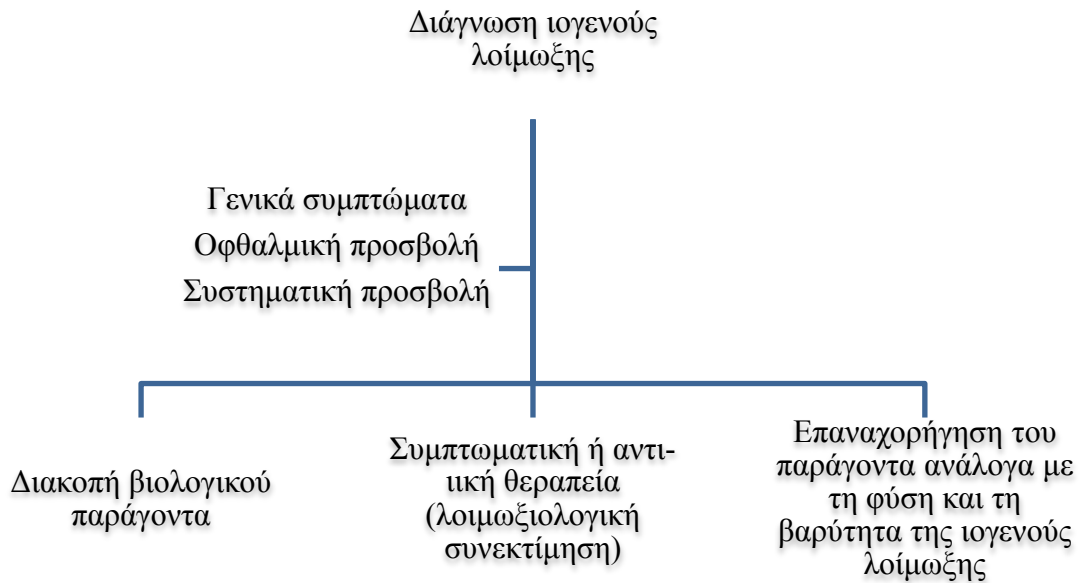 Διάγνωση ιογενούς
λοίμωξης
Γενικά συμπτώματα
Οφθαλμική προσβολή
Συστηματική προσβολή
Διακοπή βιολογικού
παράγοντα
Συμπτωματική ή αντι-
ιική θεραπεία
(λοιμωξιολογική
συνεκτίμηση)
Επαναχορήγηση του
παράγοντα ανάλογα με
τη φύση και τη
βαρύτητα της ιογενούς
λοίμωξης